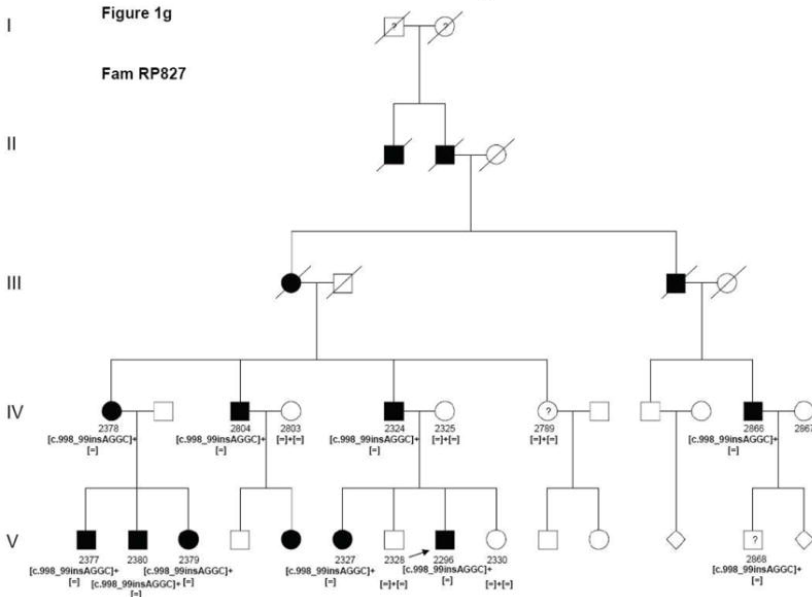 Figure 1g
I
? ?
Fam RP827
II
III
IV
?
2378 2804 2803 2324 2325 2789 2866 2867
[c.998_99insAGGC]+ [c.998_99insAGGC]+ [=]+[=] [c.998_99insAGGC]+ [=]+[=] [=]+[=] [c.998_99insAGGC]+
[=] [=] [=] [=]
V
?
2377 2380 2379 2327 2328 2296 2330 2868
[c.998_99insAGGC]+ [c.998_99insAGGC]+ [=] [c.998_99insAGGC]+ [=]+[=] [c.998_99insAGGC]+ [=]+[=] [c.998_99insAGGC]+
[=] [c.998_99insAGGC]+ [=] [=] [=]
[=]